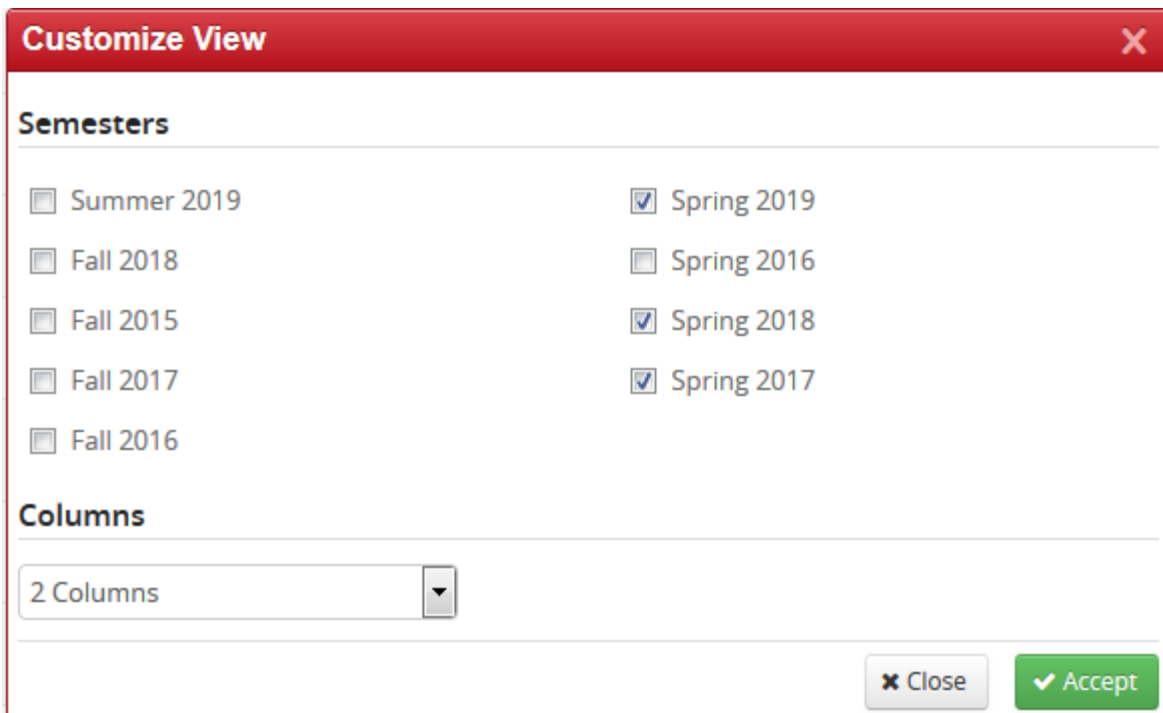 Customize View
Semesters
Summer 2019
Spring 2019
Fall 2018
Spring 2016
Fall 2015
Spring 2018
Fall 2017
Spring 2017
Fall 2016
Columns
2 Columns
Close
Accept